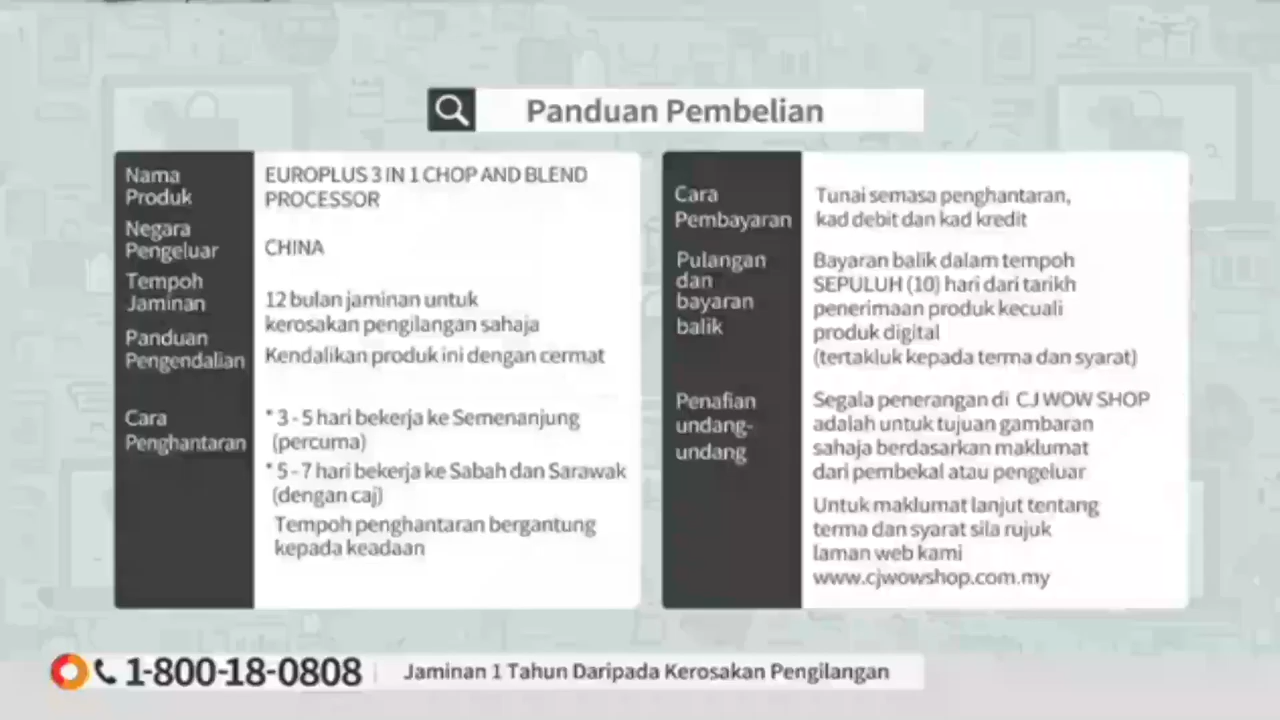 Panduan Pembelian
Nama
Produk
EUROPLUS 3 IN 1 CHOP AND BLEND
PROCESSOR
Negara
Pengeluar
CHINA
Tempoh
Jaminan
12 bulan jaminan untuk
kerosakan pengilangan sahaja
Panduan
Pengendalian
Kendalikan produk ini dengan cermat
Cara
Penghantaran
* 3 - 5 hari bekerja ke Semenanjung
(percuma)
* 5 - 7 hari bekerja ke Sabah dan Sarawak
(dengan caj)
Tempoh penghantaran bergantung
kepada keadaan
Cara
Pembayaran
Tunai semasa penghantaran,
kad debit dan kad kredit
Pulangan
dan
bayaran
balik
Bayaran balik dalam tempoh
SEPULUH (10) hari dari tarikh
penerimaan produk kecuali
produk digital
(tertakluk kepada terma dan syarat)
Penafian
undang-
undang
Segala penerangan di CJ WOW SHOP
adalah untuk tujuan gambaran
sahaja berdasarkan maklumat
dari pembekal atau pengeluar
Untuk maklumat lanjut tentang
terma dan syarat sila rujuk
laman web kami
www.cjwowshop.com.my
1-800-18-0808
Jaminan 1 Tahun Daripada Kerosakan Pengilangan